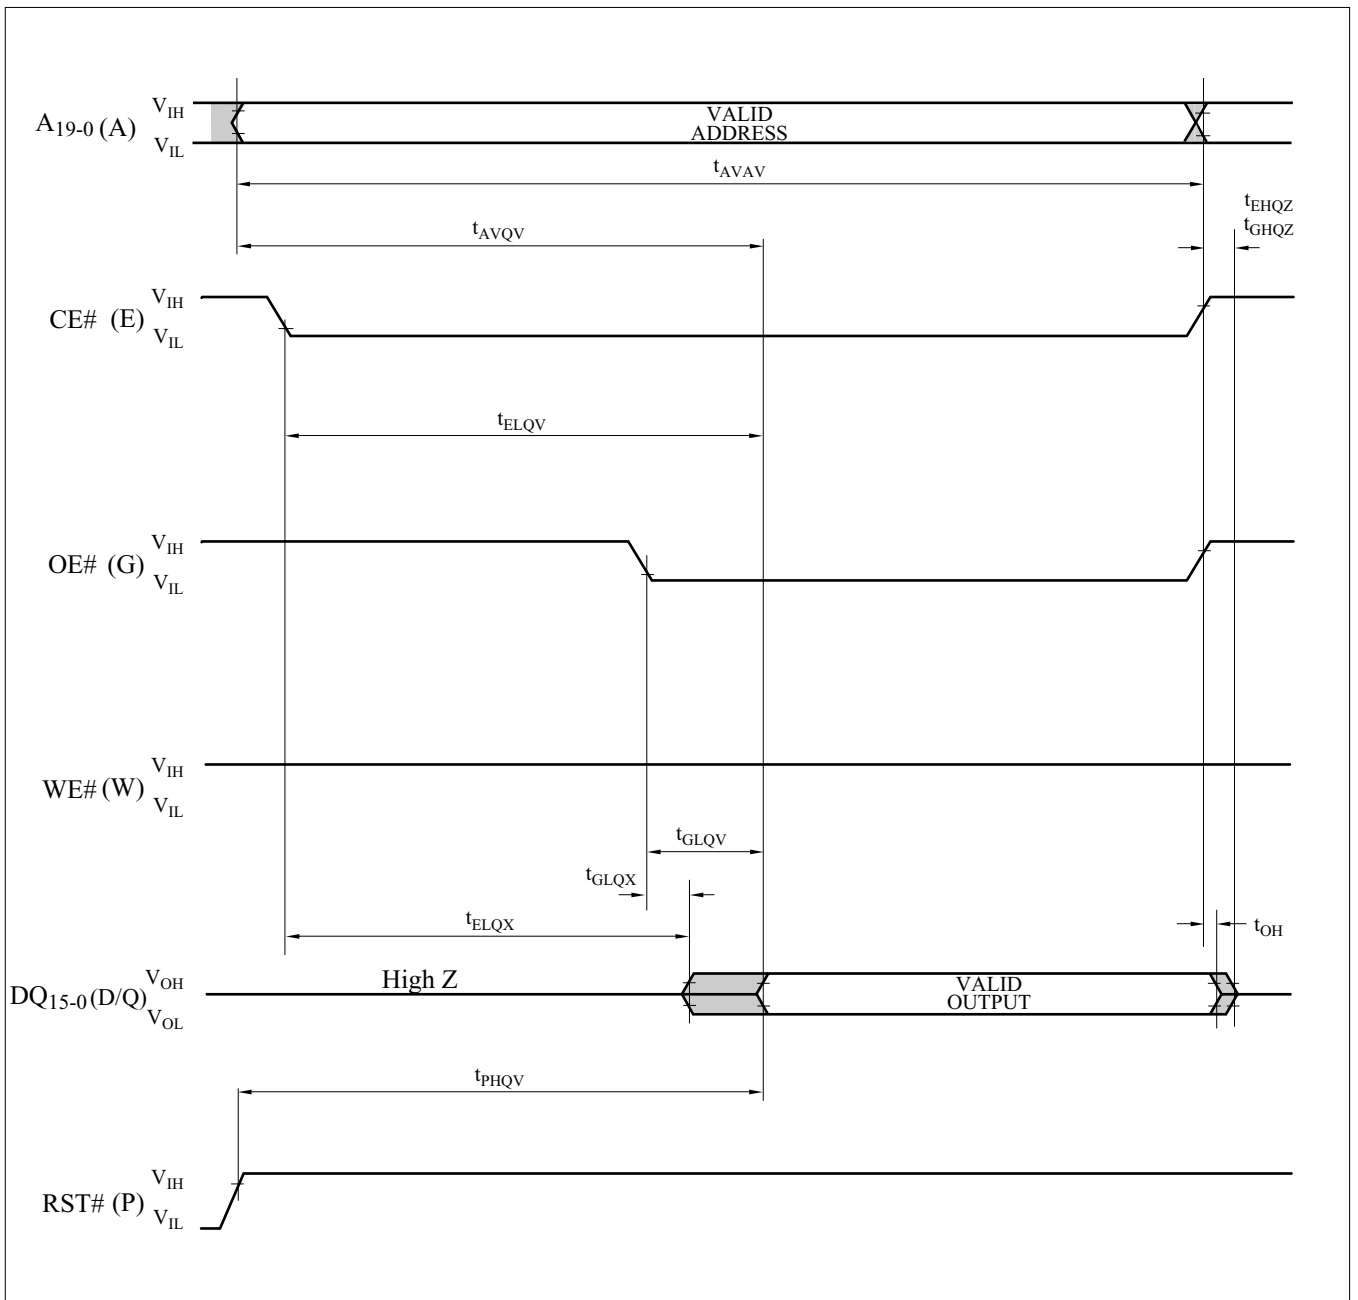 VIH
A19-0 (A)
VIL
VALID
ADDRESS
tAVAV
tEHQZ
tGHQZ
tAVQV
VIH
CE# (E)
VIL
tELQV
VIH
OE# (G)
VIL
VIH
WE# (W)
VIL
tGLQV
tGLQX
tELQX
tOH
VOH
DQ15-0 (D/Q)
VOL
High Z
VALID
OUTPUT
tPHQV
VIH
RST# (P)
VIL